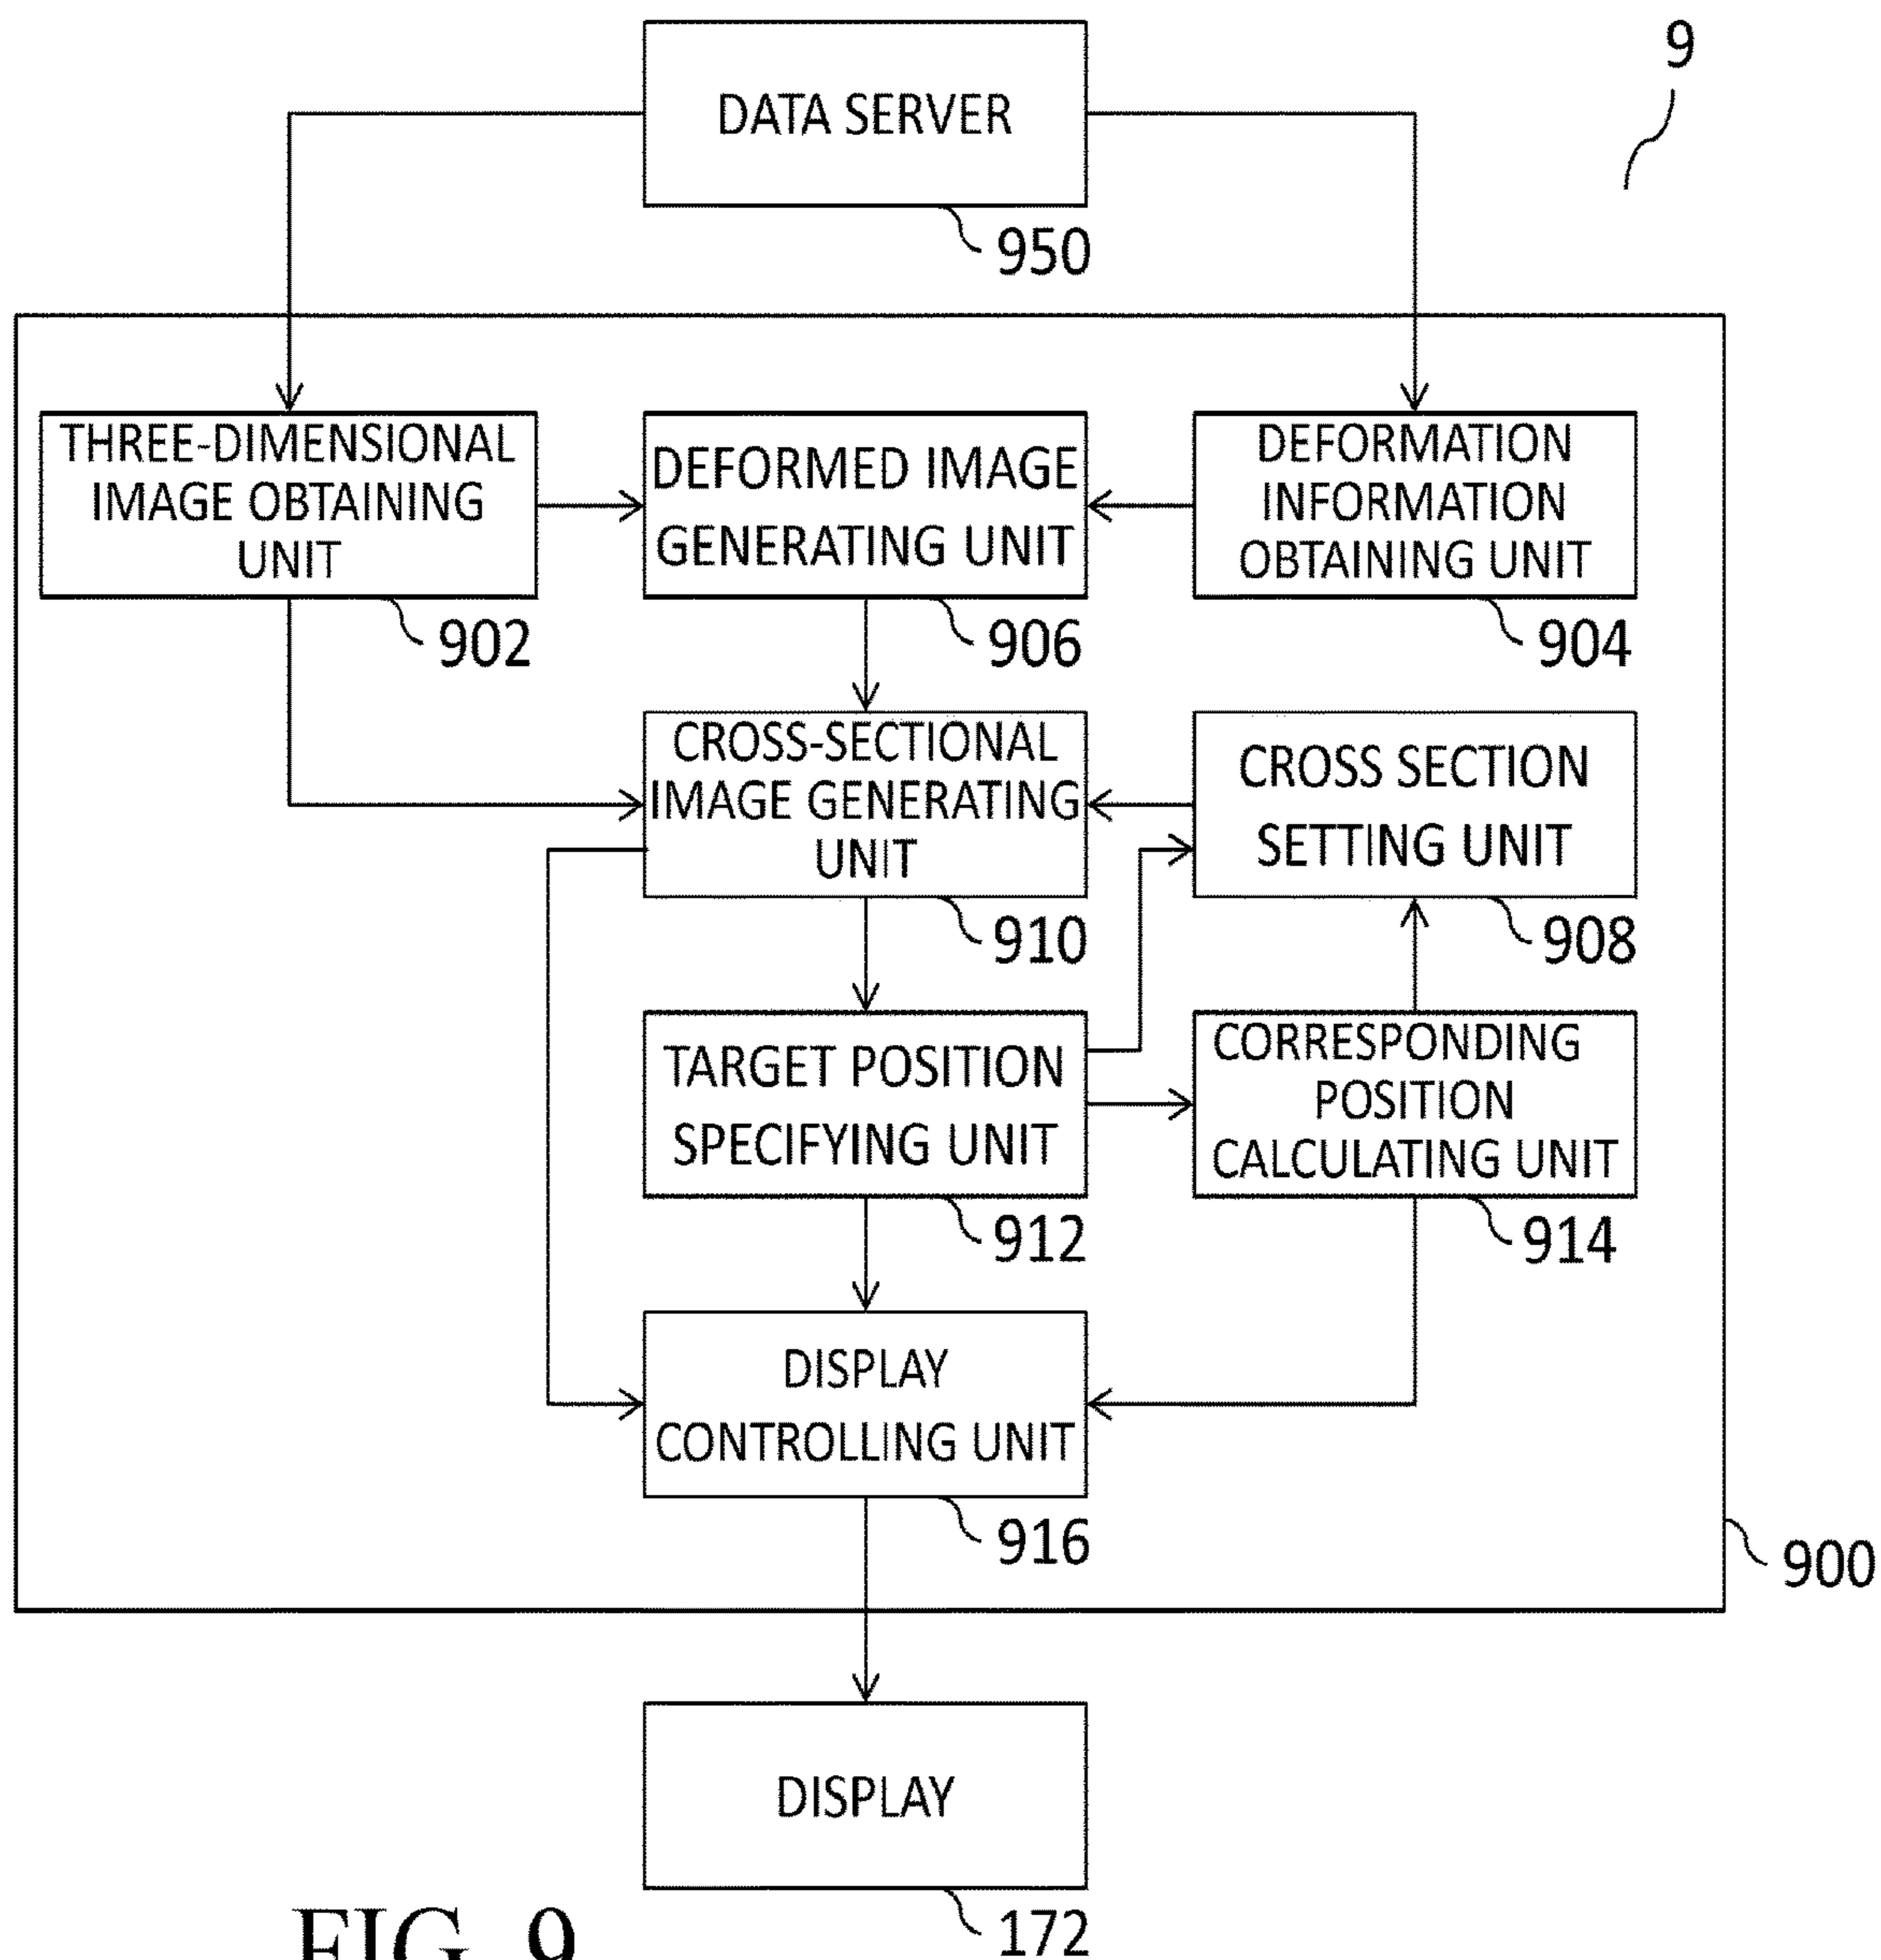 9
DATA SERVER
950
THREE-DIMENSIONAL
IMAGE OBTAINING
UNIT
902
DEFORMED IMAGE
GENERATING UNIT
906
DEFORMATION
INFORMATION
OBTAINING UNIT
904
CROSS-SECTIONAL
IMAGE GENERATING
UNIT
910
CROSS SECTION
SETTING UNIT
908
TARGET POSITION
SPECIFYING UNIT
912
CORRESPONDING
POSITION
CALCULATING UNIT
914
DISPLAY
CONTROLLING UNIT
916
900
DISPLAY
172
FIG. 9